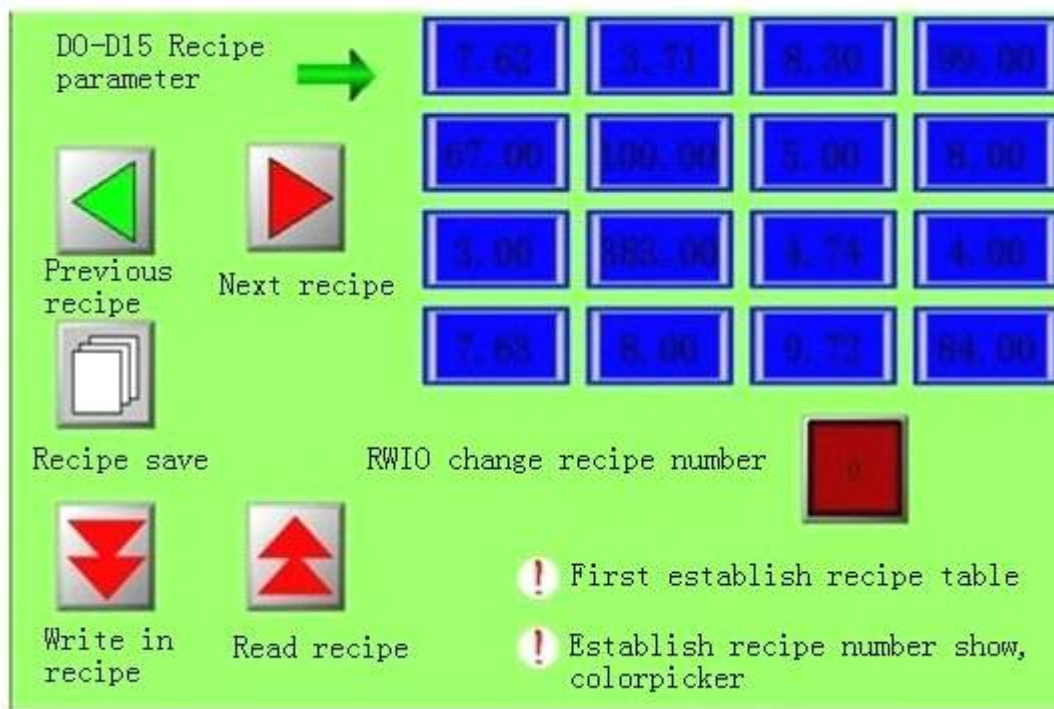 D0-D15 Recipe
parameter
7.62 3.71 8.30 99.00
67.00 100.00 5.00 8.00
3.00 383.00 4.74 4.00
7.63 8.00 9.72 84.00
Previous
recipe
Next recipe
Recipe save
RWI0 change recipe number
0
Write in
recipe
Read recipe
! First establish recipe table
! Establish recipe number show,
colorpicker